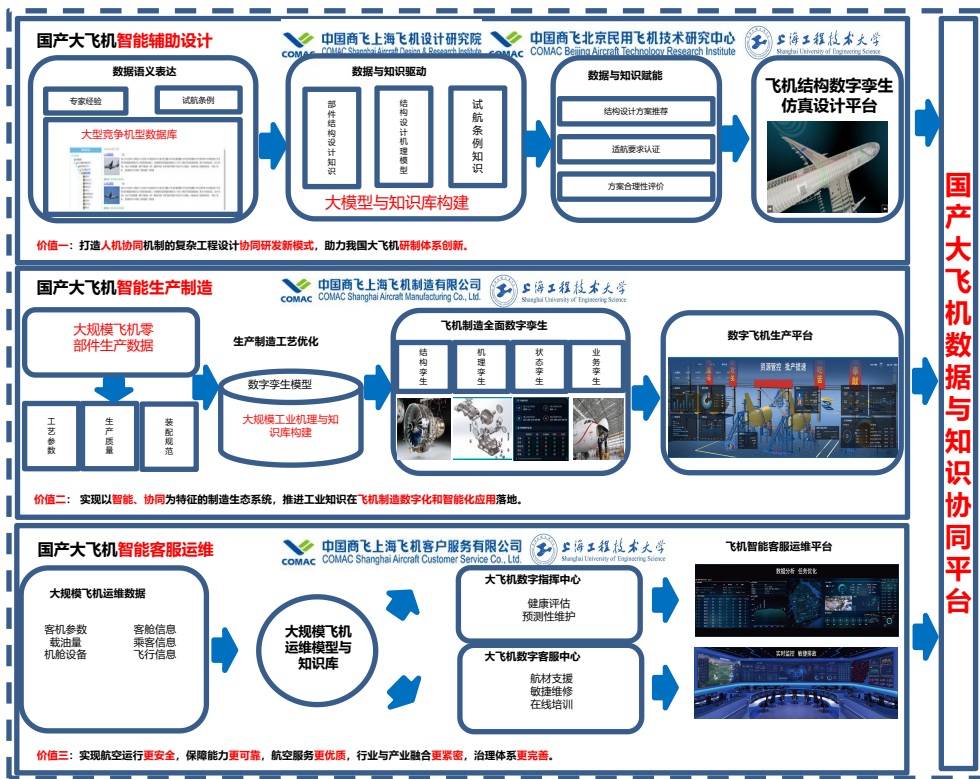 国产大飞机智能辅助设计
COMAC
中国商飞上海飞机设计研究院
COMAC Shanghai Aircraft Design & Research Institute
COMAC
中国商飞北京民用飞机技术研究中心
COMAC Beijing Aircraft Technology Research Institute
上海工程技术大学
Shanghai University of Engineering Science
数据语义表达
专家经验
试航条例
大型竞争机型数据库
数据与知识驱动
部件结构设计知识
结构设计机理模型
试航条例知识
大模型与知识库构建
数据与知识赋能
结构设计方案推荐
适航要求认证
方案合理性评价
飞机结构数字孪生
仿真设计平台
价值一：打造人机协同机制的复杂工程设计协同研发新模式，助力我国大飞机研制体系创新。
国产大飞机智能生产制造
COMAC
中国商飞上海飞机制造有限公司
COMAC Shanghai Aircraft Manufacturing Co., Ltd.
上海工程技术大学
Shanghai University of Engineering Science
大规模飞机零
部件生产数据
工艺参数
生产质量
装配规范
生产制造工艺优化
数字孪生模型
大规模工业机理与知
识库构建
飞机制造全面数字孪生
结构孪生
机理孪生
状态孪生
业务孪生
数字飞机生产平台
资源管控 批产提速
价值二： 实现以智能、协同为特征的制造生态系统，推进工业知识在飞机制造数字化和智能化应用落地。
国产大飞机智能客服运维
COMAC
中国商飞上海飞机客户服务有限公司
COMAC Shanghai Aircraft Customer Service Co., Ltd.
上海工程技术大学
Shanghai University of Engineering Science
大规模飞机运维数据
客机参数 客舱信息
载油量 乘客信息
机舱设备 飞行信息
大规模飞机
运维模型与
知识库
大飞机数字指挥中心
健康评估
预测性维护
大飞机数字客服中心
航材支援
敏捷维修
在线培训
飞机智能客服运维平台
数据分析 任务优化
实时监控 敏捷排故
价值三：实现航空运行更安全，保障能力更可靠，航空服务更优质，行业与产业融合更紧密，治理体系更完善。
国产大飞机数据与知识协同平台